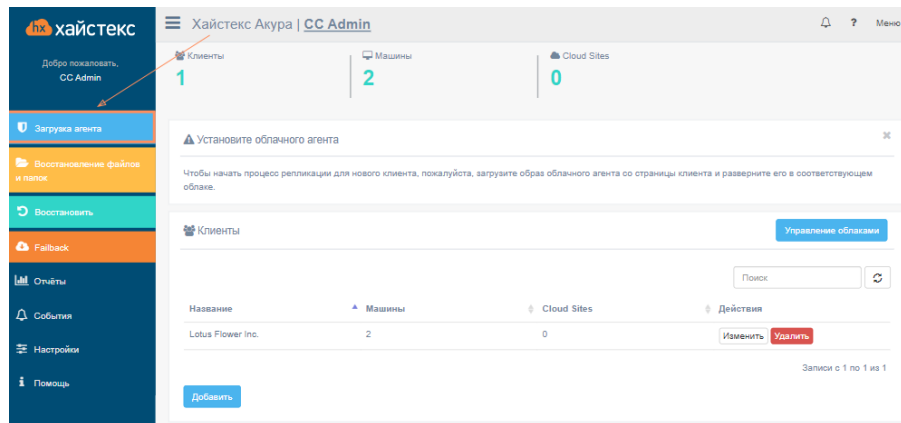 hx хайстекс
Добро пожаловать,
CC Admin
Загрузка агента
Восстановление файлов
и папок
Восстановить
Failback
Отчёты
События
Настройки
Помощь
Хайстекс Акура | CC Admin
? Меню
Клиенты
1
Машины
2
Cloud Sites
0
Установите облачного агента
Чтобы начать процесс репликации для нового клиента, пожалуйста, загрузите образ облачного агента со страницы клиента и разверните его в соответствующем
облаке.
Клиенты
Управление облаками
Поиск
Название Машины Cloud Sites Действия
Lotus Flower Inc. 2 0 Изменить Удалить
Записи с 1 по 1 из 1
Добавить